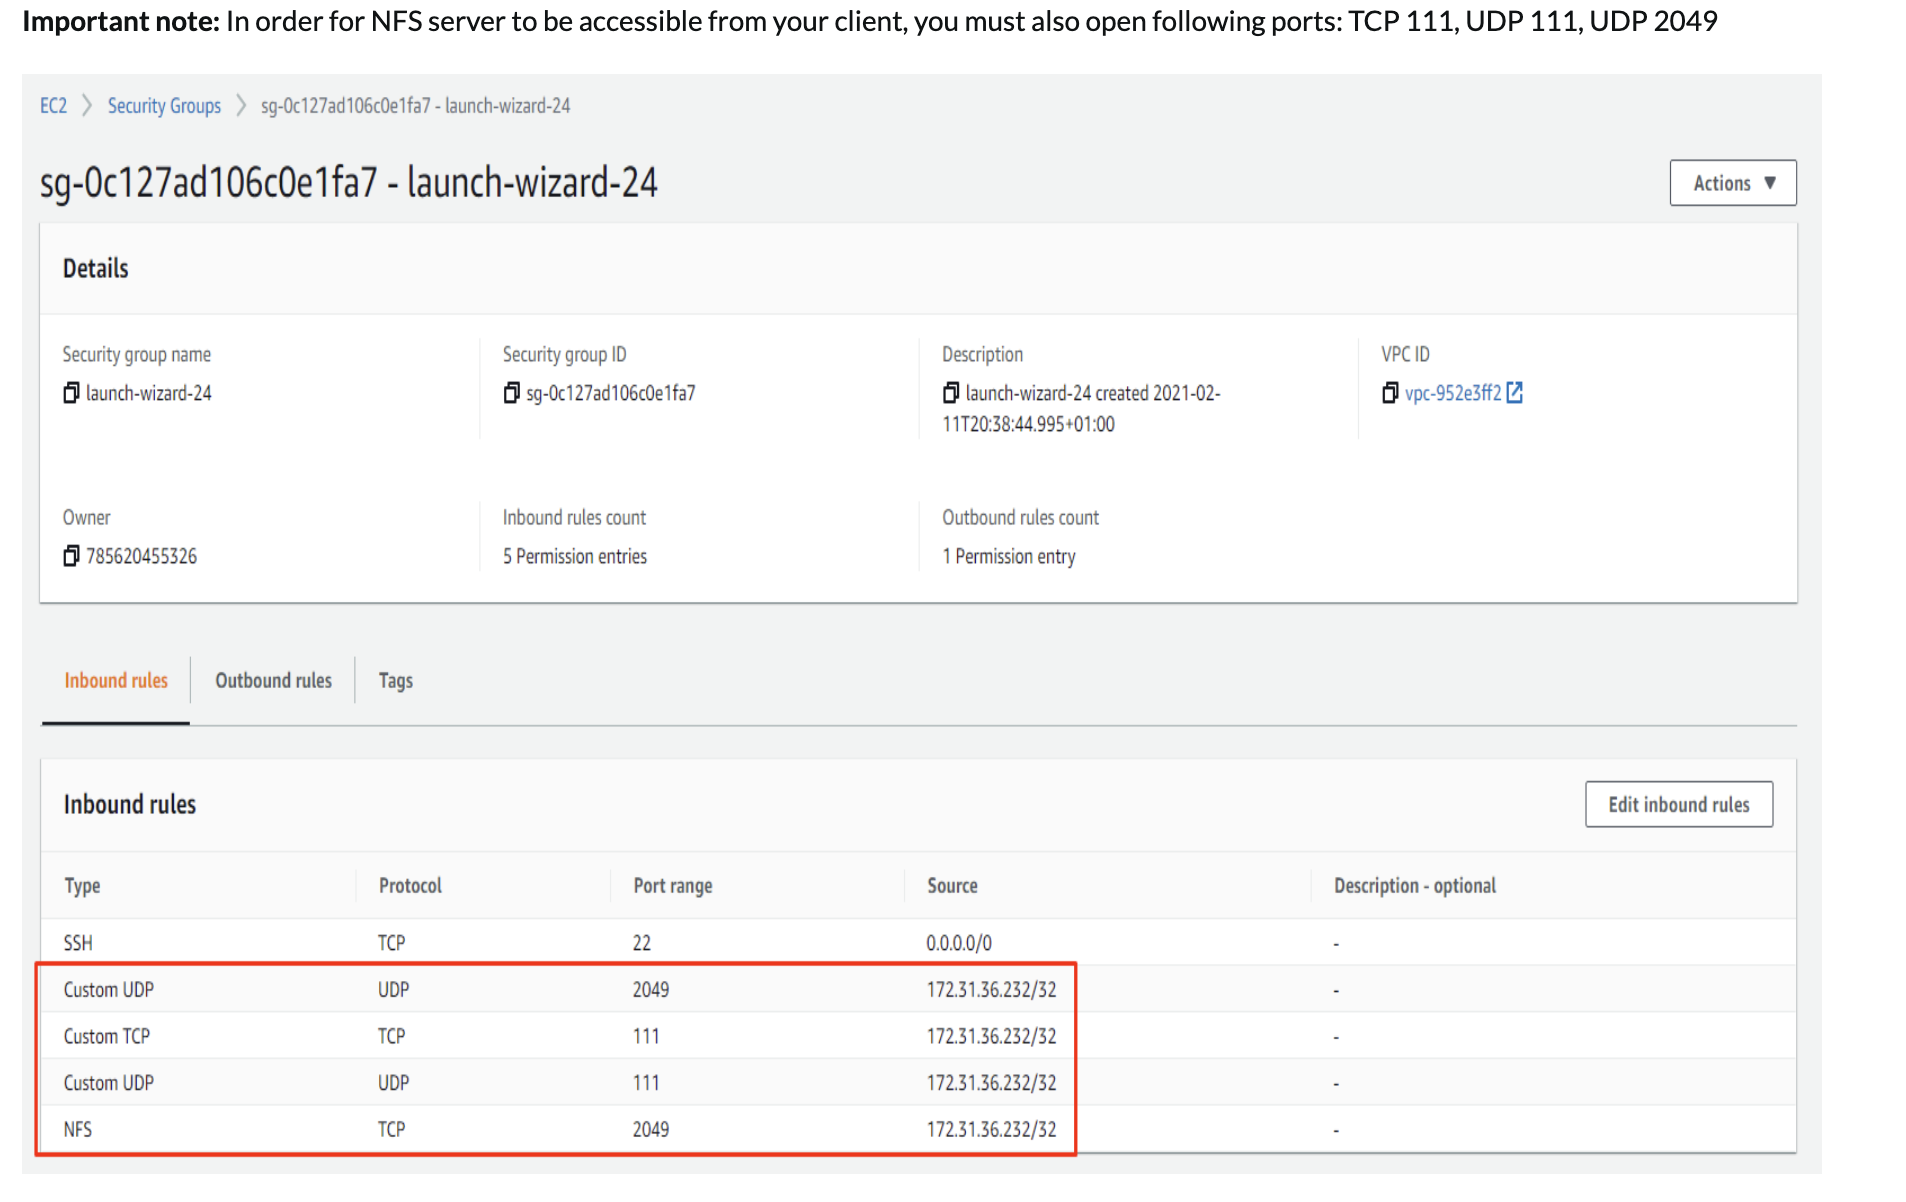 Important note: In order for NFS server to be accessible from your client, you must also open following ports: TCP 111, UDP 111, UDP 2049
EC2 > Security Groups > sg-0c127ad106c0e1fa7 - launch-wizard-24
sg-0c127ad106c0e1fa7 - launch-wizard-24
Actions ▼
Details
Security group name
launch-wizard-24
Security group ID
sg-0c127ad106c0e1fa7
Description
launch-wizard-24 created 2021-02-
11T20:38:44.995+01:00
VPC ID
vpc-952e3ff2
Owner
785620455326
Inbound rules count
5 Permission entries
Outbound rules count
1 Permission entry
Inbound rules Outbound rules Tags
Inbound rules
Edit inbound rules
Type Protocol Port range Source Description - optional
SSH TCP 22 0.0.0.0/0 -
Custom UDP UDP 2049 172.31.36.232/32 -
Custom TCP TCP 111 172.31.36.232/32 -
Custom UDP UDP 111 172.31.36.232/32 -
NFS TCP 2049 172.31.36.232/32 -